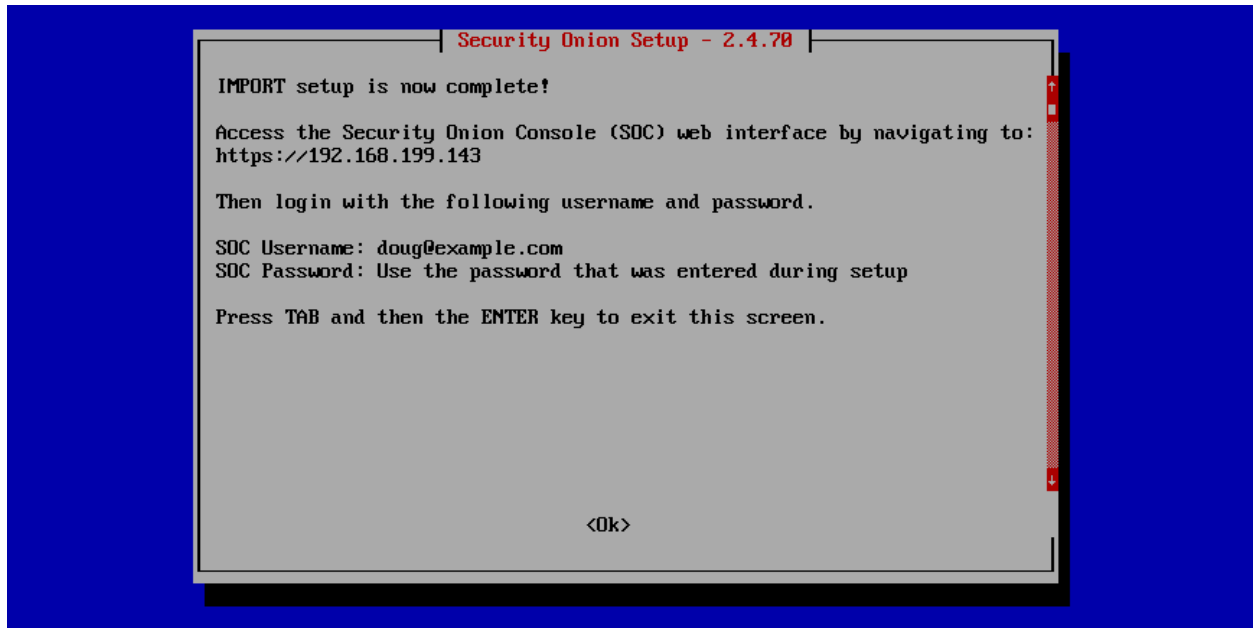 Security Onion Setup - 2.4.70
IMPORT setup is now complete!
Access the Security Onion Console (SOC) web interface by navigating to:
https://192.168.199.143
Then login with the following username and password.
SOC Username: doug@example.com
SOC Password: Use the password that was entered during setup
Press TAB and then the ENTER key to exit this screen.
<Ok>